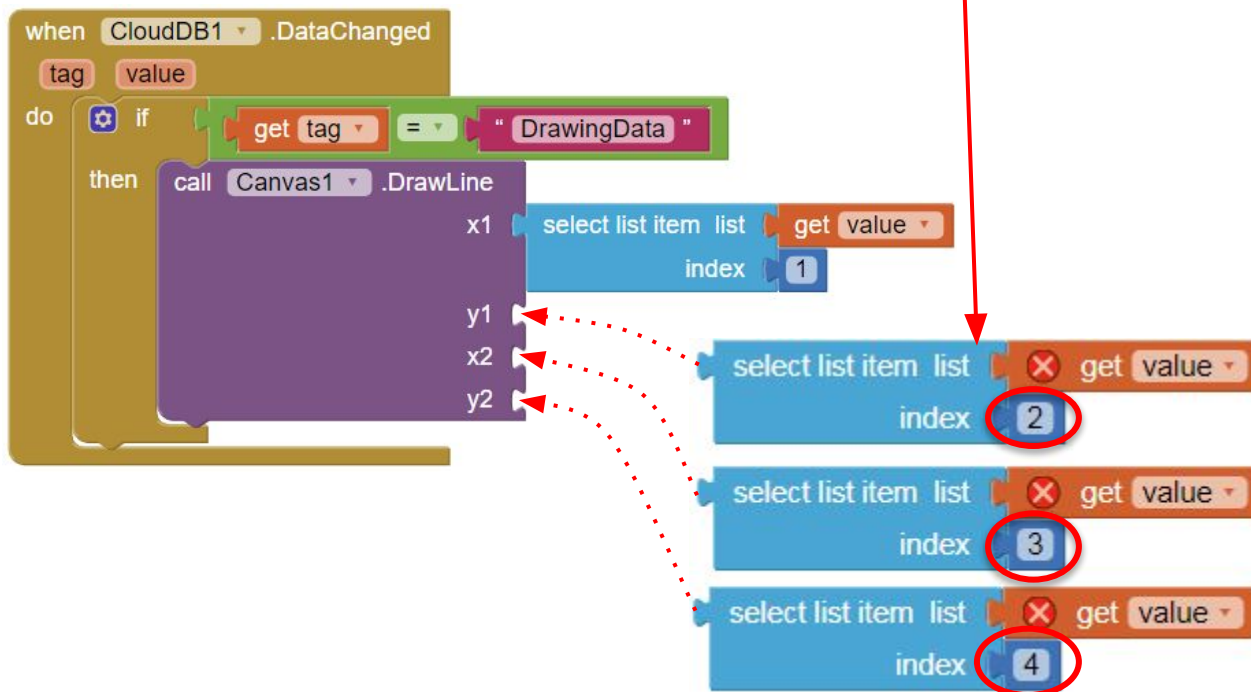 when CloudDB1 .DataChanged
tag value
do if get tag = " DrawingData "
then call Canvas1 .DrawLine
x1 select list item list get value
index 1
y1
x2
y2
select list item list get value
index 2
select list item list get value
index 3
select list item list get value
index 4